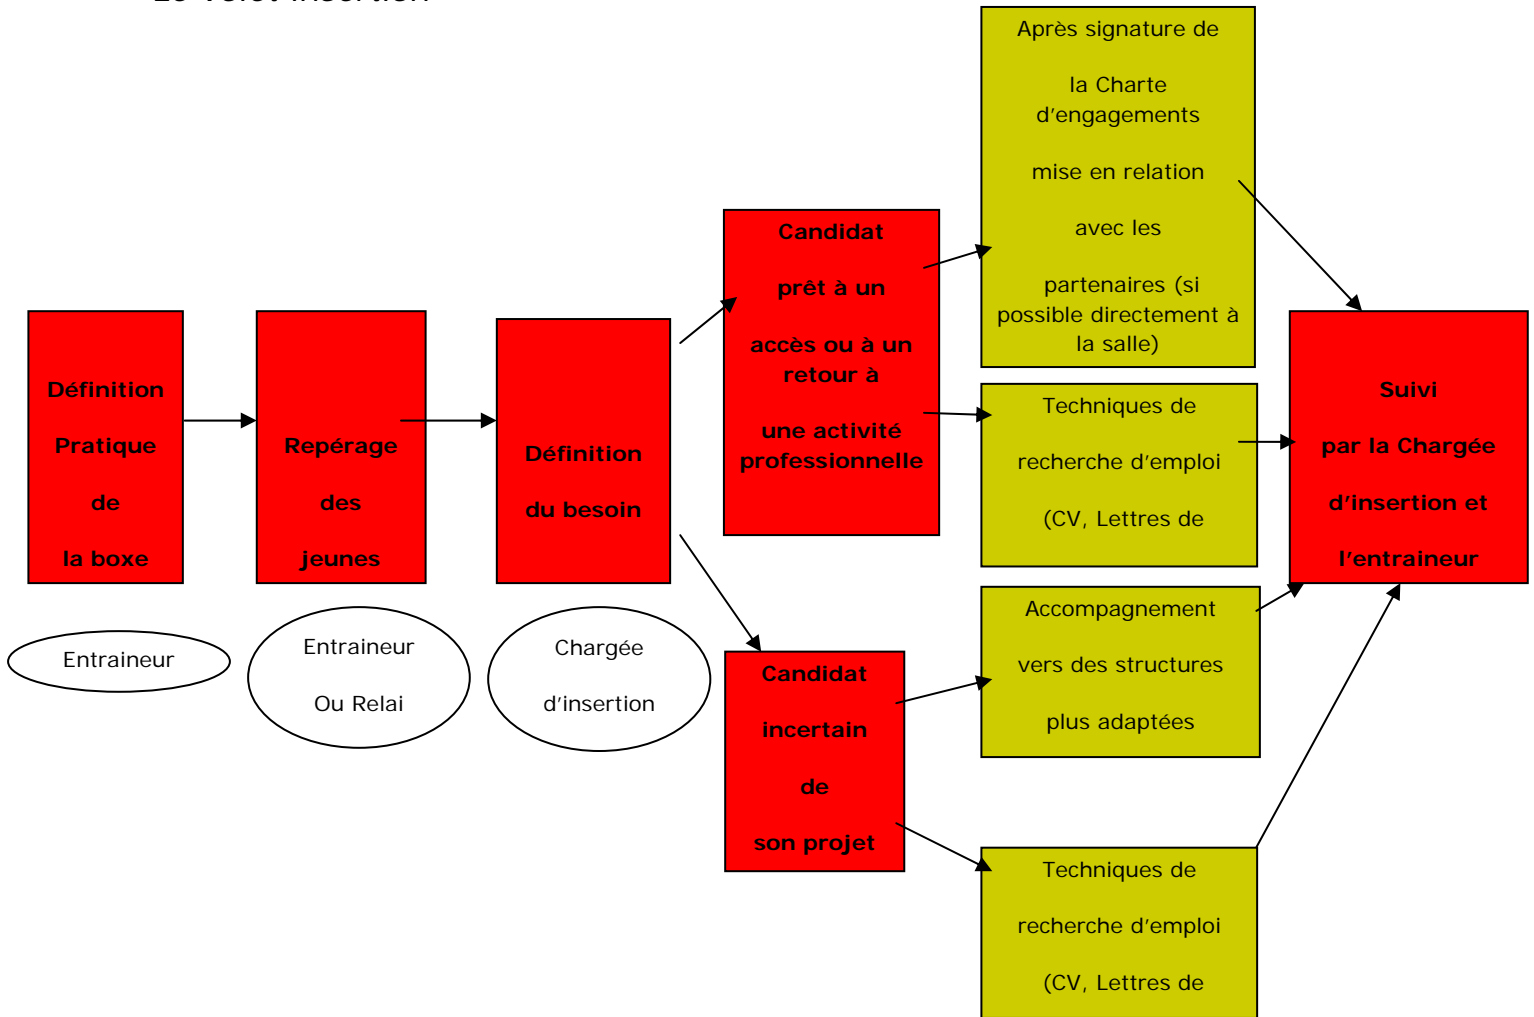 Le volet insertion
Définition
Pratique
de
la boxe
Entraineur
Repérage
des
jeunes
Entraineur
Ou Relai
Définition
du besoin
Chargée
d'insertion
Candidat
prêt à un
accès ou à un
retour à
une activité
professionnelle
Candidat
incertain
de
son projet
Après signature de
la Charte
d'engagements
mise en relation
avec les
partenaires (si
possible directement à
la salle)
Techniques de
recherche d'emploi
(CV, Lettres de
Accompagnement
vers des structures
plus adaptées
Techniques de
recherche d'emploi
(CV, Lettres de
Suivi
par la Chargée
d'insertion et
l'entraineur